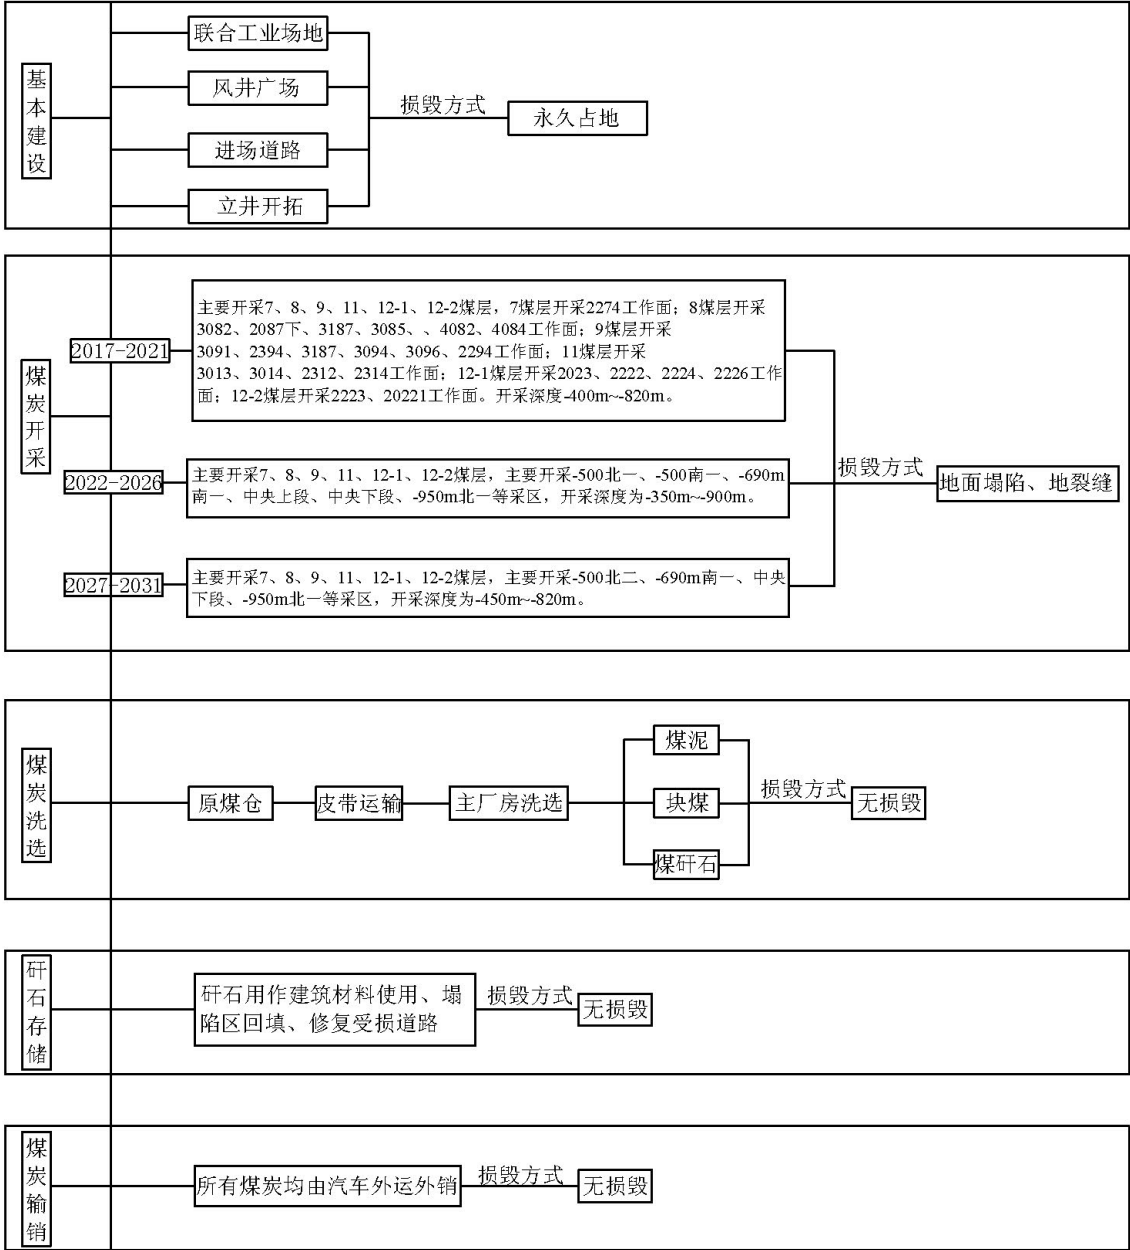 基本建设
联合工业场地
风井广场
进场道路
立井开拓
损毁方式
永久占地
煤炭开采
2017-2021
主要开采7、8、9、11、12-1、12-2煤层，7煤层开采2274工作面；8煤层开采
3082、2087下、3187、3085、、4082、4084工作面；9煤层开采
3091、2394、3187、3094、3096、2294工作面；11煤层开采
3013、3014、2312、2314工作面；12-1煤层开采2023、2222、2224、2226工作
面；12-2煤层开采2223、20221工作面。开采深度-400m~-820m。
2022-2026
主要开采7、8、9、11、12-1、12-2煤层，主要开采-500北一、-500南一、-690m
南一、中央上段、中央下段、-950m北一等采区，开采深度为-350m~-900m。
2027-2031
主要开采7、8、9、11、12-1、12-2煤层，主要开采-500北二、-690m南一、中央
下段、-950m北一等采区，开采深度为-450m~-820m。
损毁方式
地面塌陷、地裂缝
煤炭洗选
原煤仓
皮带运输
主厂房洗选
煤泥
块煤
煤矸石
损毁方式
无损毁
矸石存储
矸石用作建筑材料使用、塌
陷区回填、修复受损道路
损毁方式
无损毁
煤炭输销
所有煤炭均由汽车外运外销
损毁方式
无损毁